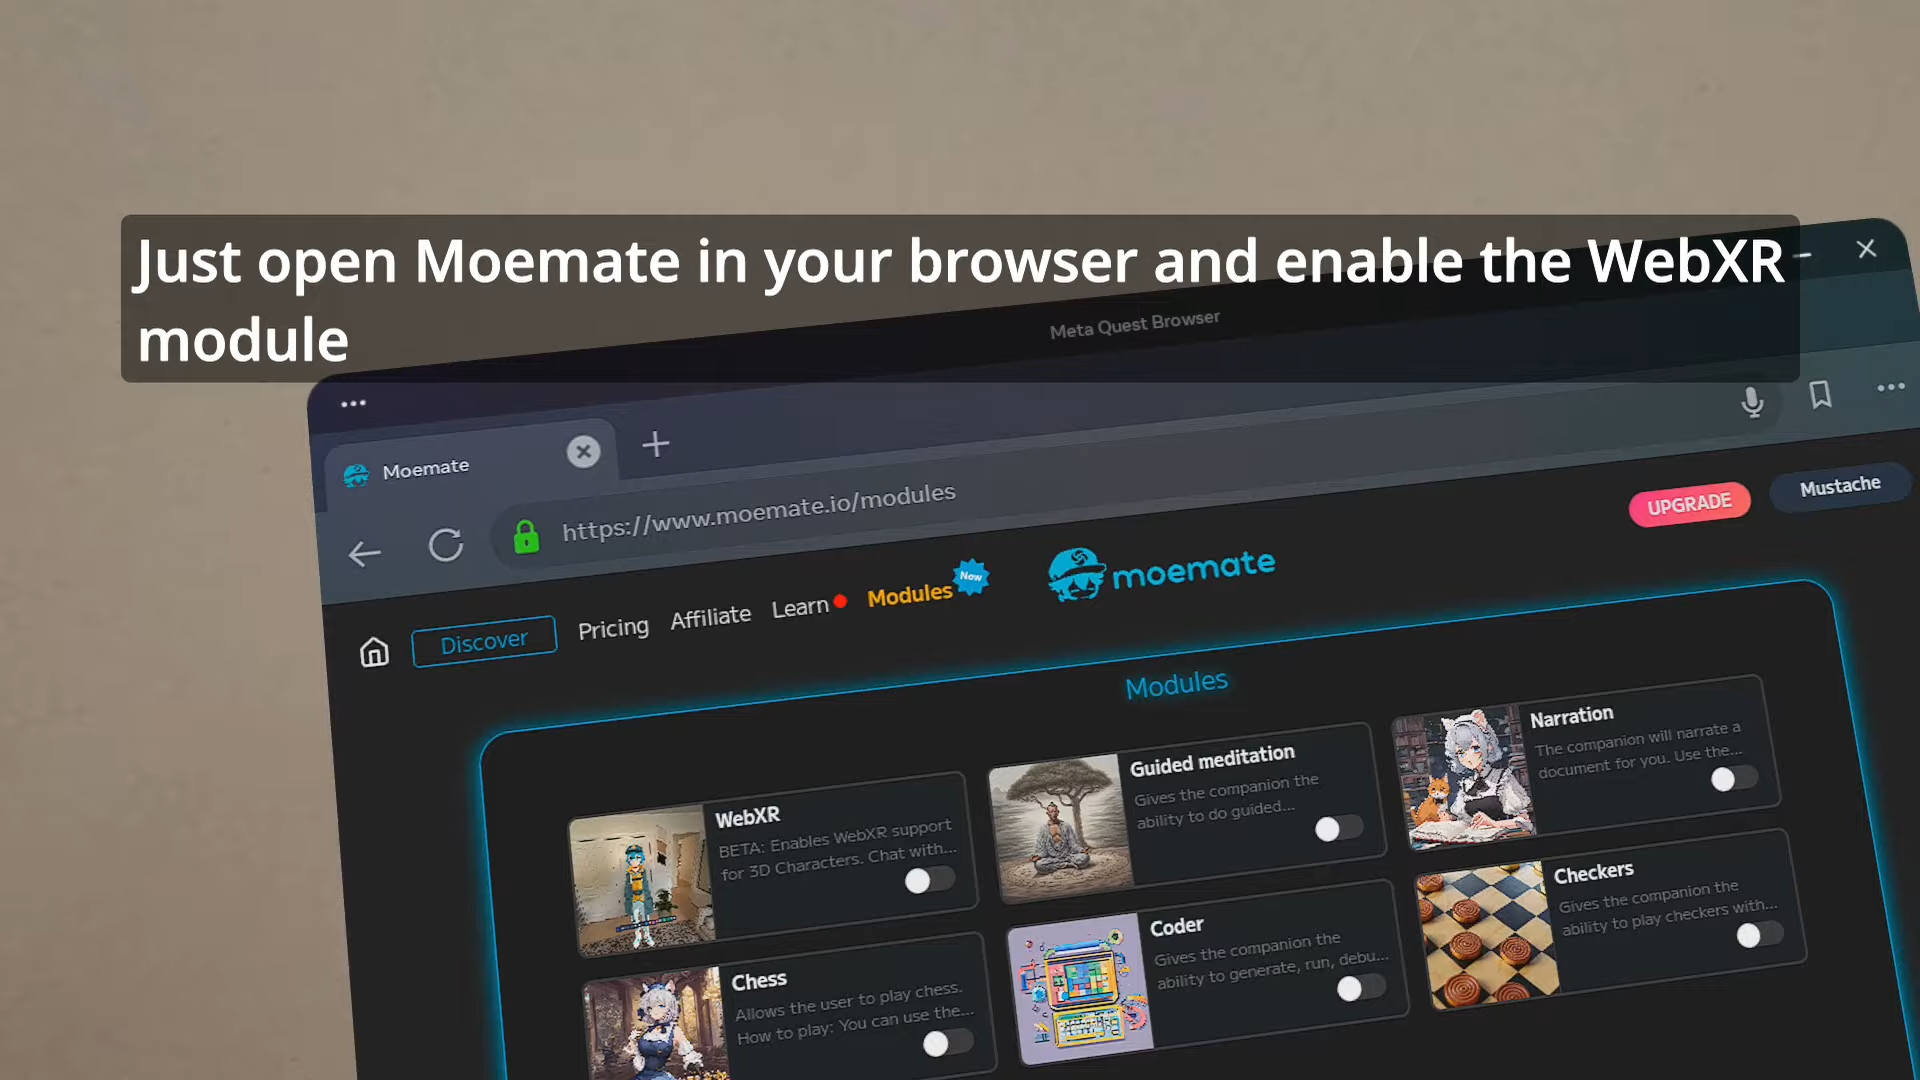 Just open Moemate in your browser and enable the WebXR
module
Meta Quest Browser
Moemate
https://www.moemate.io/modules
UPGRADE
Mustache
Discover
Pricing
Affiliate
Learn
Modules
New
moemate
Modules
WebXR
BETA: Enables WebXR support
for 3D Characters. Chat with...
Guided meditation
Gives the companion the
ability to do guided...
Narration
The companion will narrate a
document for you. Use the...
Chess
Allows the user to play chess.
How to play: You can use the...
Coder
Gives the companion the
ability to generate, run, debu...
Checkers
Gives the companion the
ability to play checkers with...